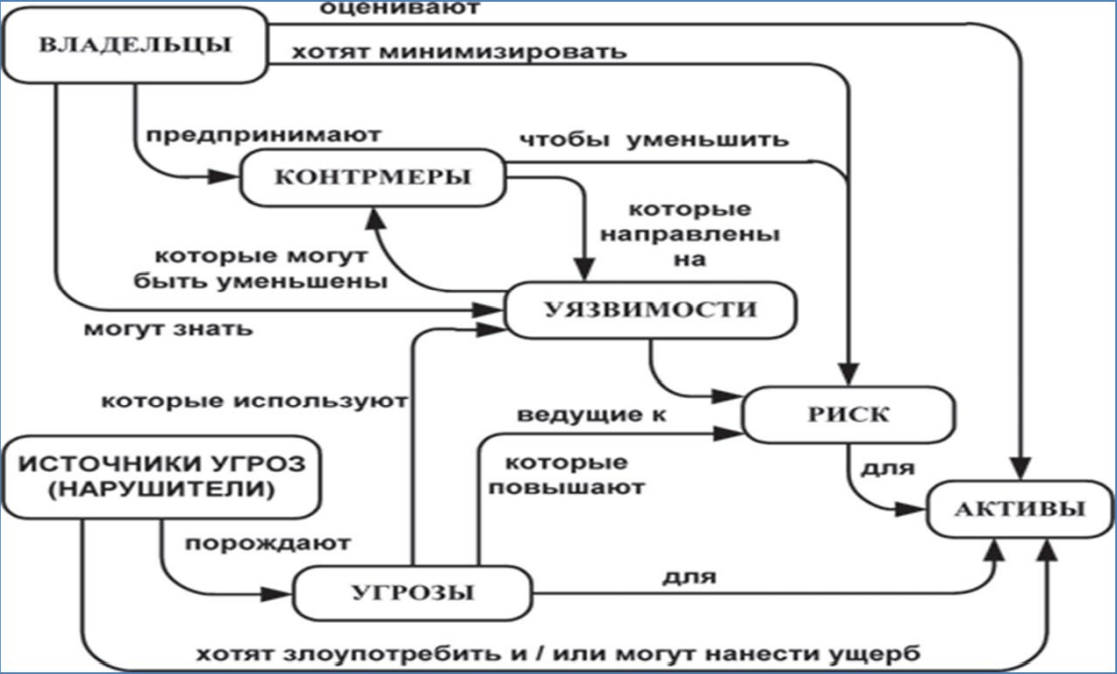 оценивают
ВЛАДЕЛЬЦЫ
хотят минимизировать
предпринимают
чтобы уменьшить
КОНТРМЕРЫ
которые
направлены
на
которые могут
быть уменьшены
УЯЗВИМОСТИ
могут знать
которые используют
ведущие к
РИСК
ИСТОЧНИКИ УГРОЗ
(НАРУШИТЕЛИ)
которые
повышают
для
АКТИВЫ
порождают
УГРОЗЫ
для
хотят злоупотребить и / или могут нанести ущерб